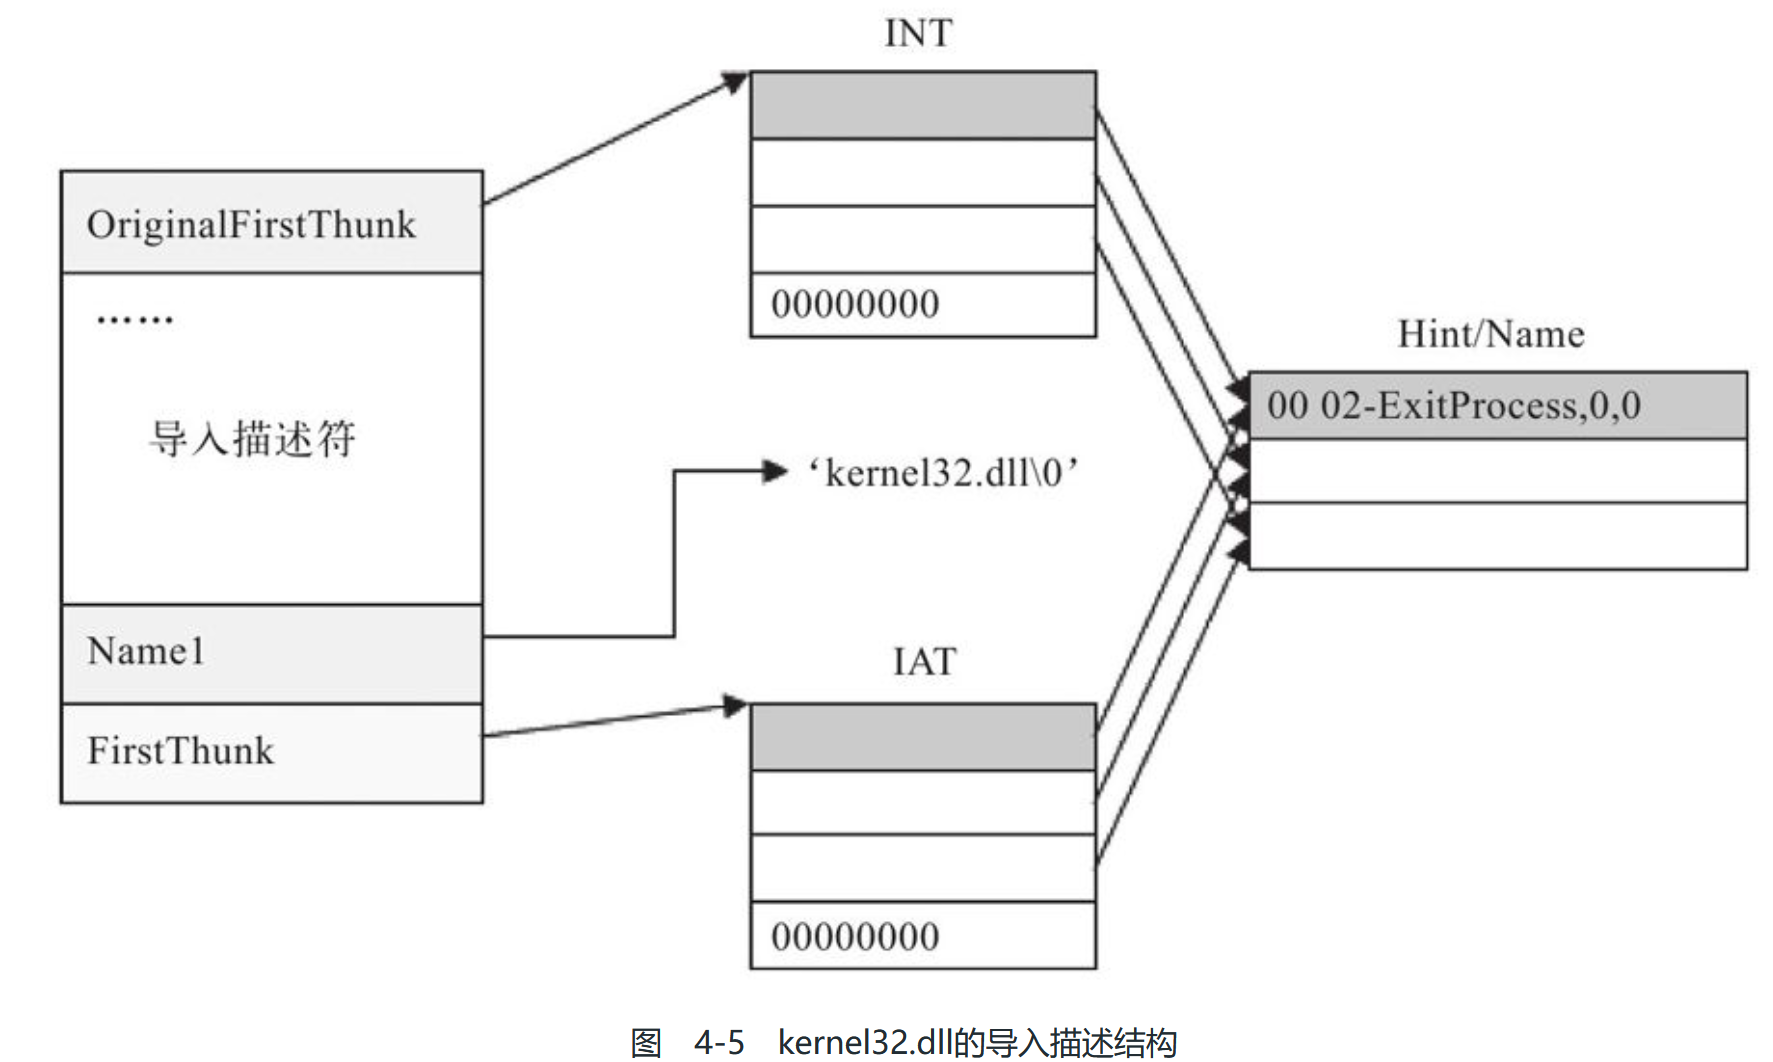 INT
OriginalFirstThunk
……
导入描述符
Name1
FirstThunk
00000000
‘kernel32.dll\0’
IAT
00000000
Hint/Name
00 02-ExitProcess,0,0
图 4-5 kernel32.dll的导入描述结构